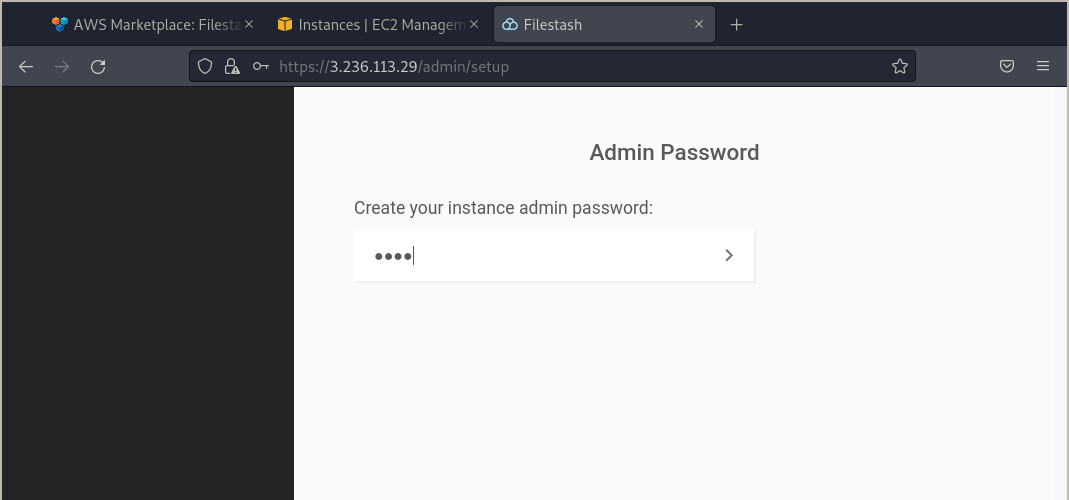 AWS Marketplace: Filesta
Instances | EC2 Managem
Filestash
https://3.236.113.29/admin/setup
Admin Password
Create your instance admin password:
••••